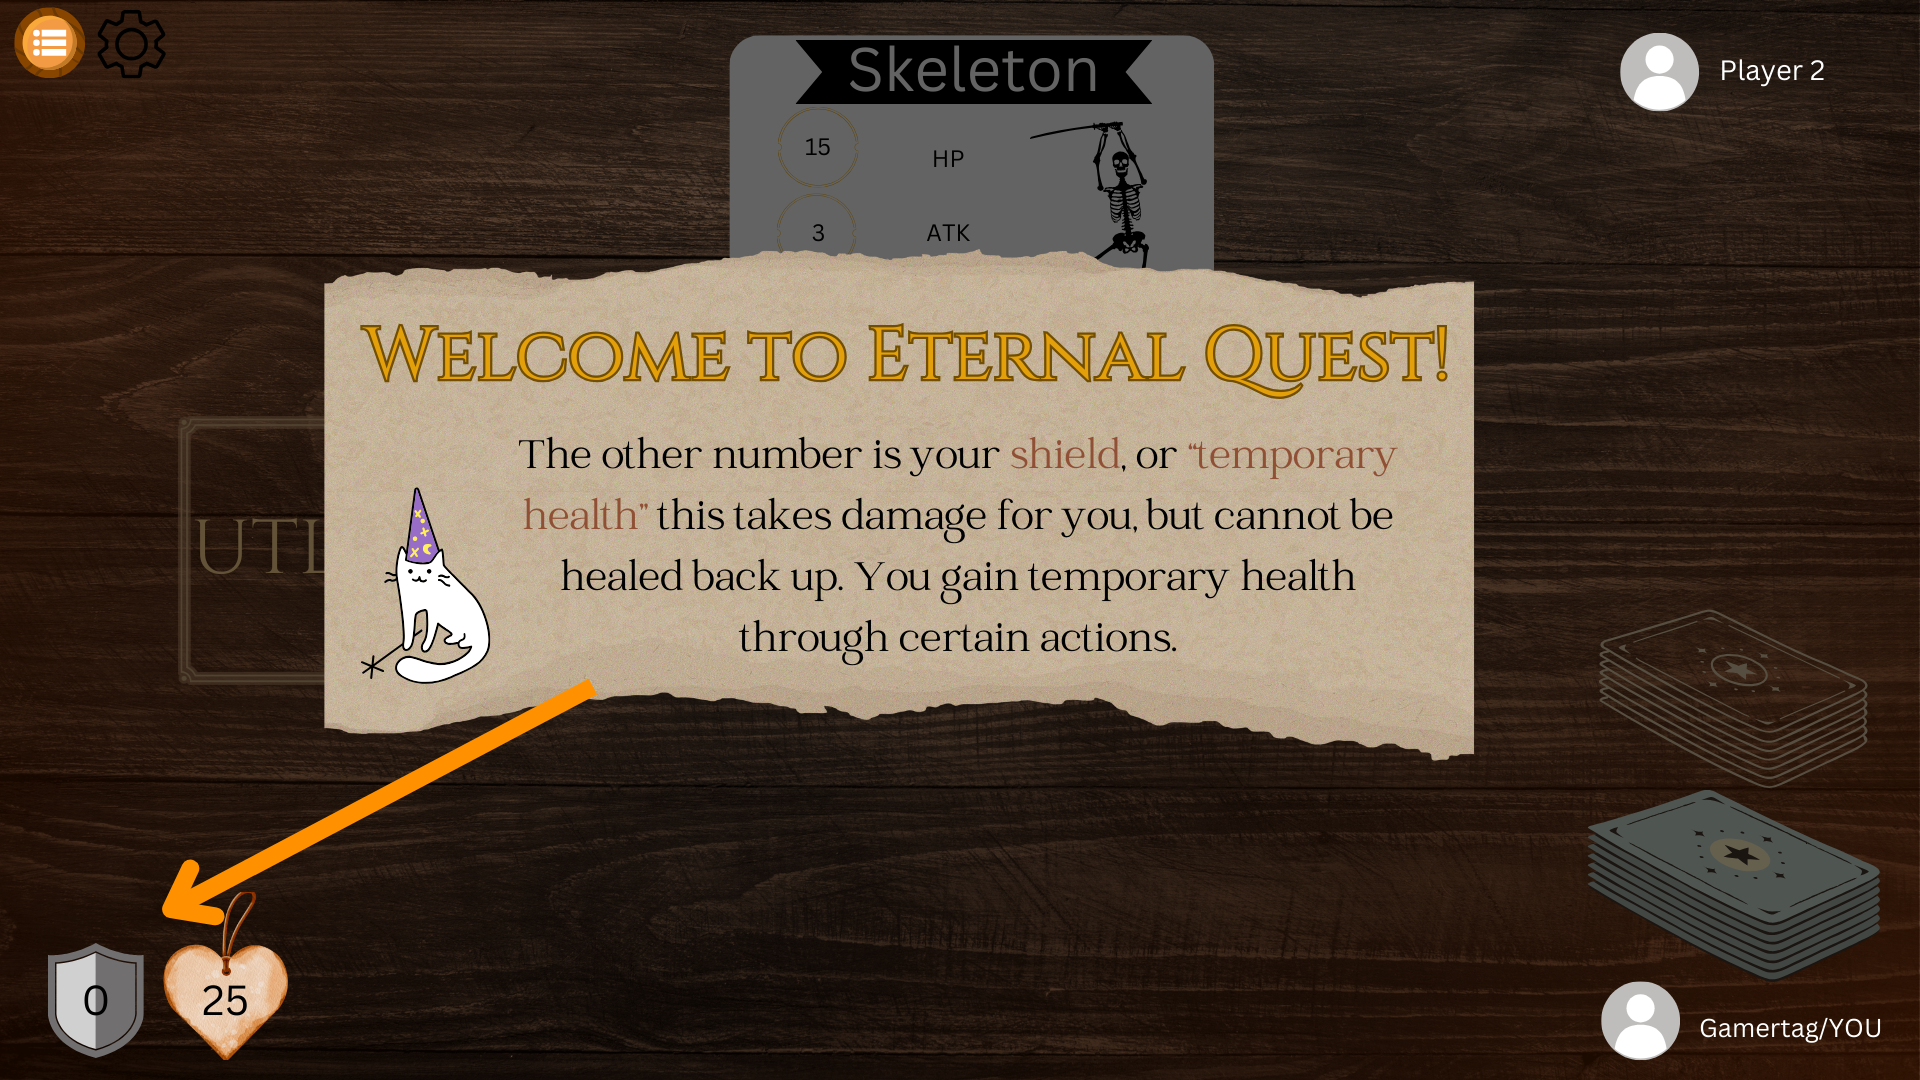 Skeleton
Player 2
15
HP
3
ATK
Welcome to Eternal Quest!
The other number is your shield, or “temporary
health” this takes damage for you, but cannot be
healed back up. You gain temporary health
through certain actions.
0
25
Gamertag/YOU